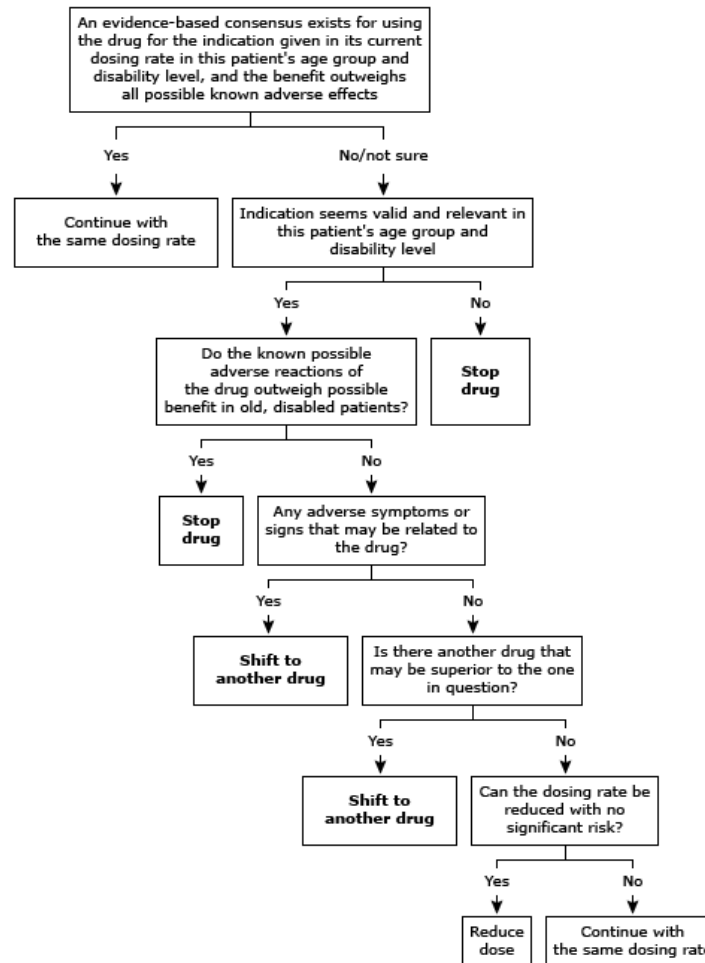 An evidence-based consensus exists for using
the drug for the indication given in its current
dosing rate in this patient's age group and
disability level, and the benefit outweighs
all possible known adverse effects
Yes
No/not sure
Continue with
the same dosing rate
Indication seems valid and relevant in
this patient's age group and
disability level
Yes
No
Do the known possible
adverse reactions of
the drug outweigh possible
benefit in old, disabled patients?
Stop
drug
Yes
No
Stop
drug
Any adverse symptoms or
signs that may be related to
the drug?
Yes
No
Shift to
another drug
Is there another drug that
may be superior to the one
in question?
Yes
No
Shift to
another drug
Can the dosing rate be
reduced with no
significant risk?
Yes
No
Reduce
dose
Continue with
the same dosing rate